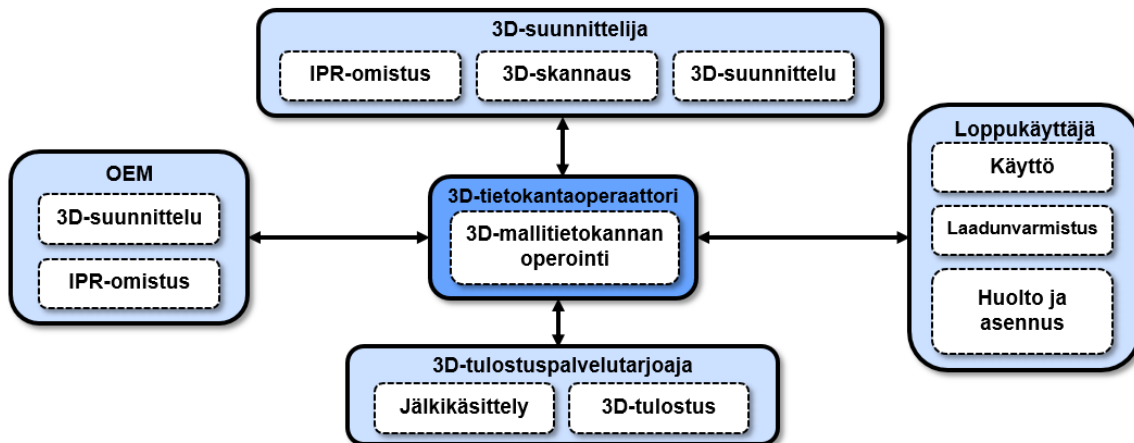 3D-suunnittelija
IPR-omistus
3D-skannaus
3D-suunnittelu
OEM
3D-suunnittelu
IPR-omistus
3D-tietokantaoperaattori
3D-mallitietokannan
operointi
Loppukäyttäjä
Käyttö
Laadunvarmistus
Huolto ja
asennus
3D-tulostuspalvelutarjoaja
Jälkikäsittely
3D-tulostus